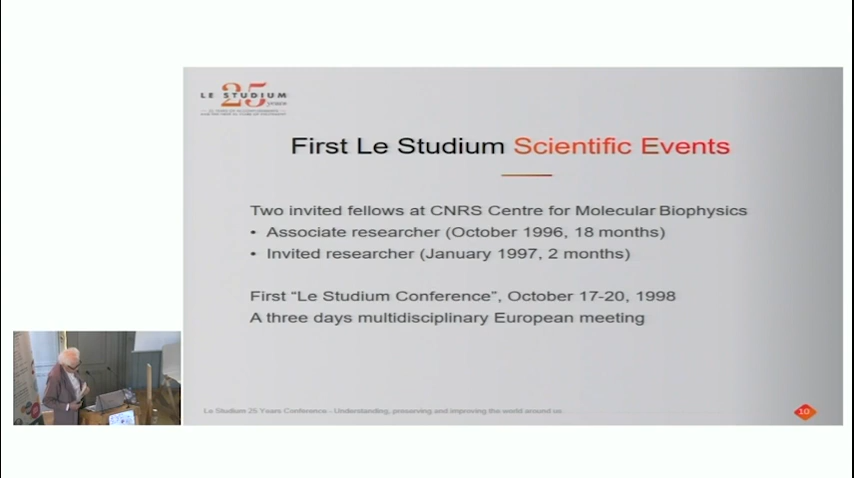 LE STUDIUM
25
years
First Le Studium Scientific Events
Two invited fellows at CNRS Centre for Molecular Biophysics
• Associate researcher (October 1996, 18 months)
• Invited researcher (January 1997, 2 months)
First “Le Studium Conference”, October 17-20, 1998
A three days multidisciplinary European meeting
Le Studium 25 Years Conference - Understanding, preserving and improving the world around us
10